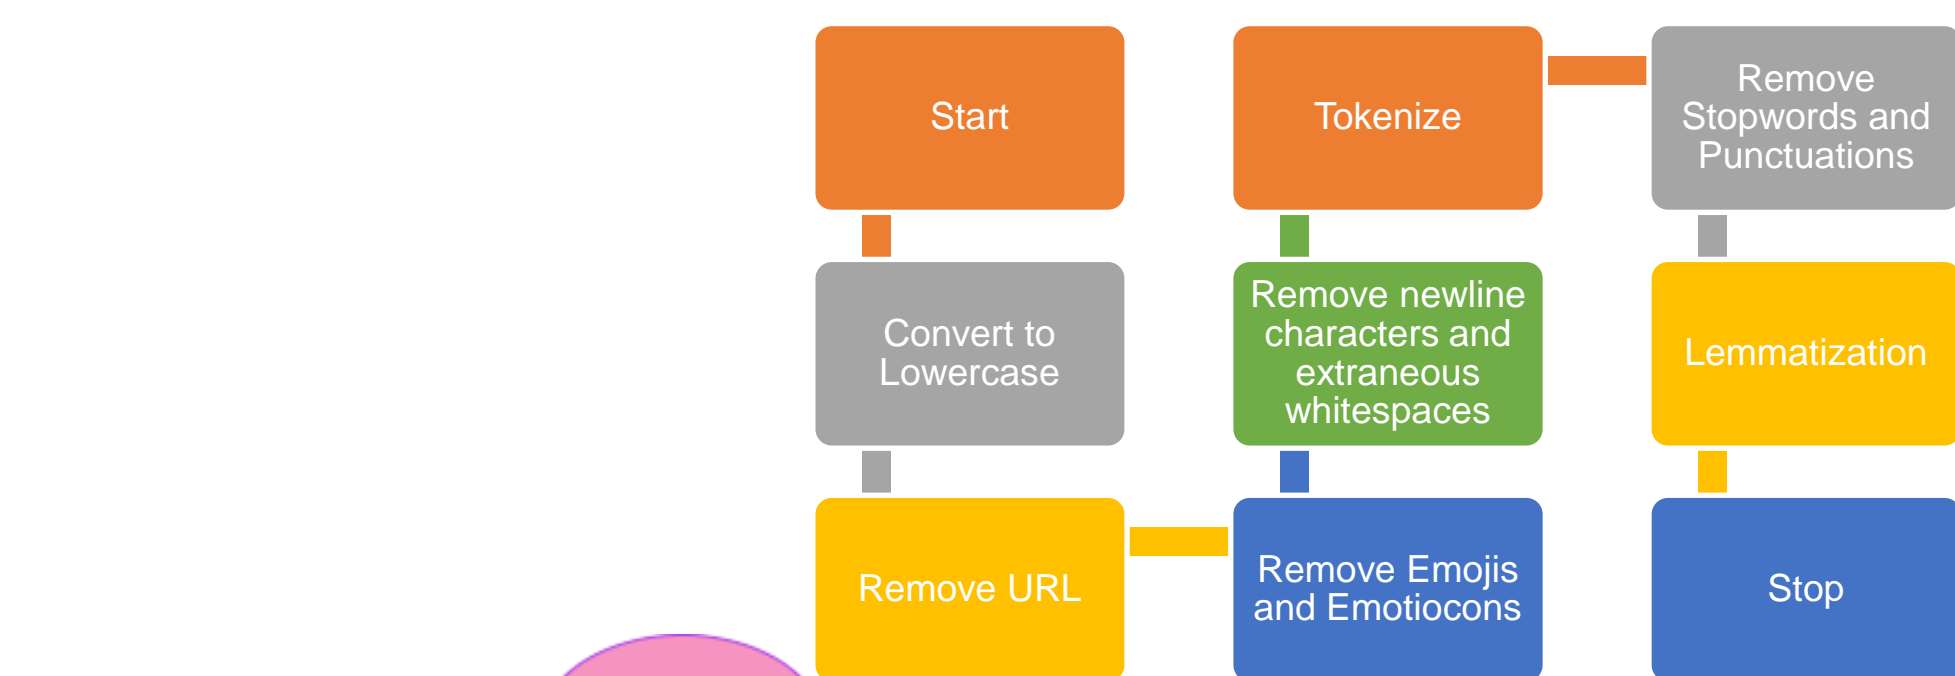 Start
Convert to
Lowercase
Remove URL
Remove Emojis
and Emotiocons
Remove newline
characters and
extraneous
whitespaces
Tokenize
Remove
Stopwords and
Punctuations
Lemmatization
Stop